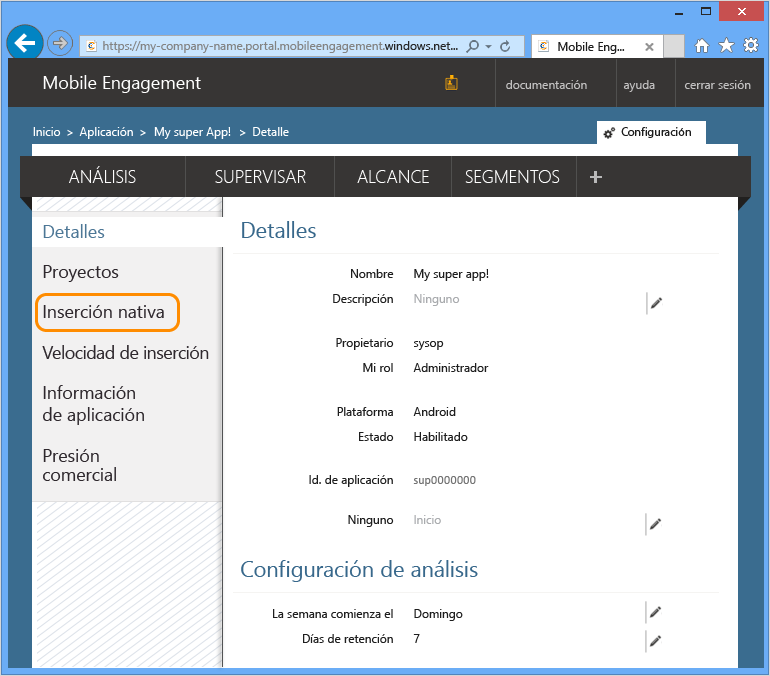 https://my-company-name.portal.mobileengagement.windows.net...
Mobile Eng...
Mobile Engagement
documentación
ayuda
cerrar sesión
Inicio > Aplicación > My super App! > Detalle
Configuración
ANÁLISIS
SUPERVISAR
ALCANCE
SEGMENTOS
+
Detalles
Proyectos
Inserción nativa
Velocidad de inserción
Información
de aplicación
Presión
comercial
Detalles
Nombre My super app!
Descripción Ninguno
Propietario sysop
Mi rol Administrador
Plataforma Android
Estado Habilitado
Id. de aplicación sup0000000
Ninguno Inicio
Configuración de análisis
La semana comienza el Domingo
Días de retención 7